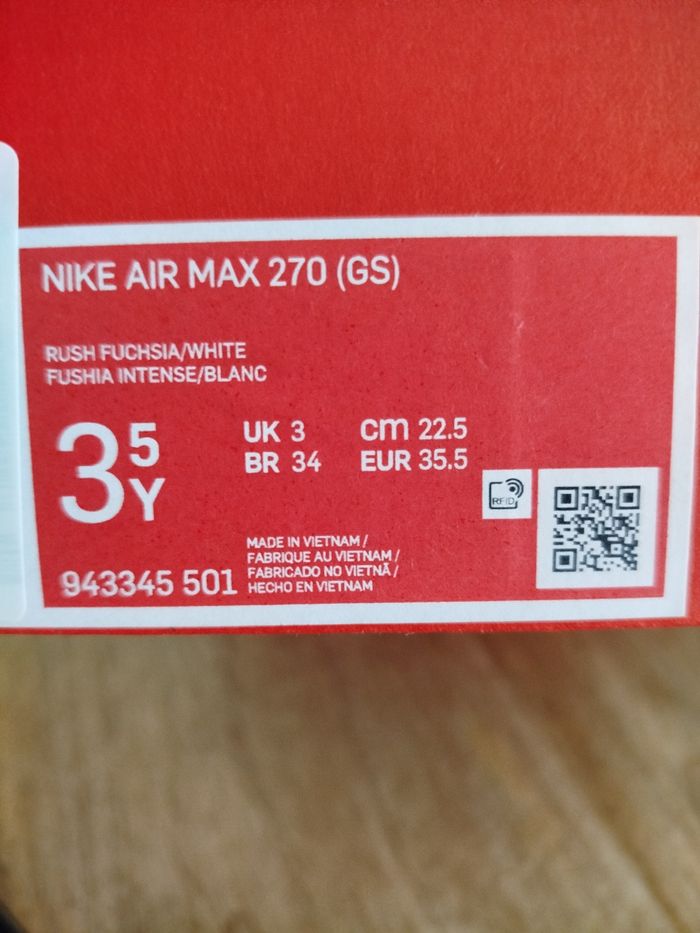 NIKE AIR MAX 270 (GS)
RUSH FUCHSIA/WHITE
FUSHIA INTENSE/BLANC
3 5 Y
UK 3 cm 22.5
BR 34 EUR 35.5
RFID
943345 501
MADE IN VIETNAM /
FABRIQUE AU VIETNAM /
FABRICADO NO VIETNÃ /
HECHO EN VIETNAM